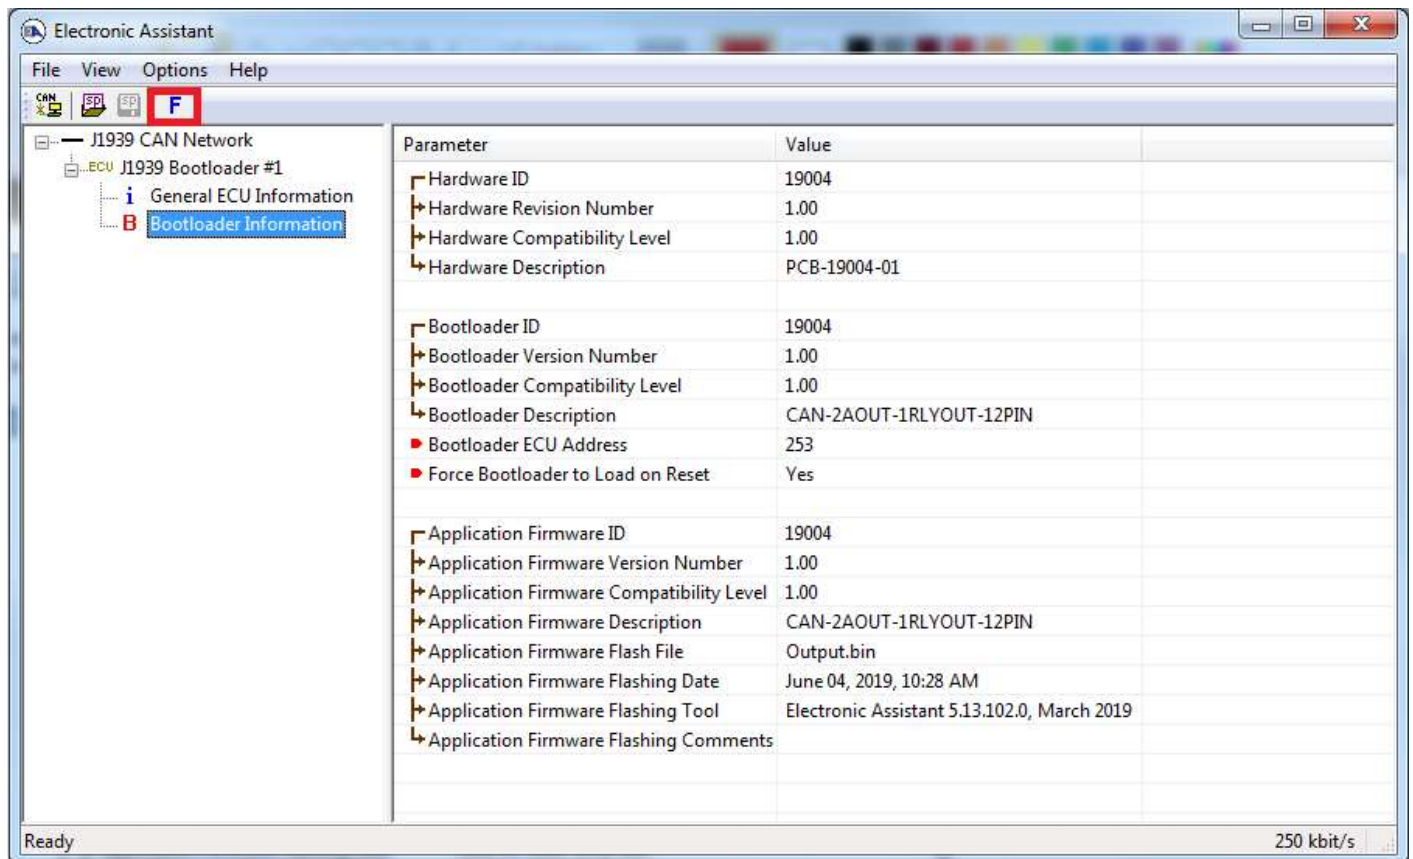 Electronic Assistant
File View Options Help
CAN SP SP F
J1939 CAN Network
ECU J1939 Bootloader #1
i General ECU Information
B Bootloader Information
Parameter Value
Hardware ID 19004
Hardware Revision Number 1.00
Hardware Compatibility Level 1.00
Hardware Description PCB-19004-01
Bootloader ID 19004
Bootloader Version Number 1.00
Bootloader Compatibility Level 1.00
Bootloader Description CAN-2AOUT-1RLYOUT-12PIN
Bootloader ECU Address 253
Force Bootloader to Load on Reset Yes
Application Firmware ID 19004
Application Firmware Version Number 1.00
Application Firmware Compatibility Level 1.00
Application Firmware Description CAN-2AOUT-1RLYOUT-12PIN
Application Firmware Flash File Output.bin
Application Firmware Flashing Date June 04, 2019, 10:28 AM
Application Firmware Flashing Tool Electronic Assistant 5.13.102.0, March 2019
Application Firmware Flashing Comments
Ready 250 kbit/s